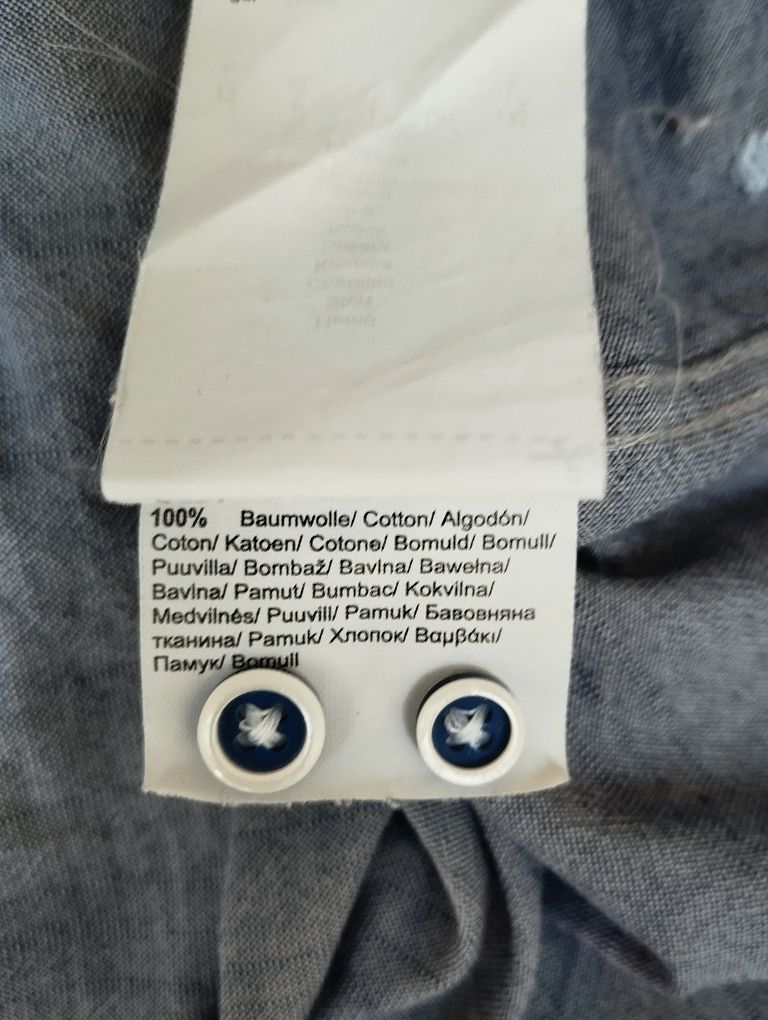 100% Baumwolle/ Cotton/ Algodón/
Coton/ Katoen/ Cotone/ Bomuld/ Bomull/
Puuvilla/ Bombaž/ Bavlna/ Bawełna/
Bavlna/ Pamut/ Bumbac/ Kokvilna/
Medvilnės/ Puuvill/ Pamuk/ Бавовняна
тканина/ Pamuk/ Хлопок/ Βαμβάκι/
Памук/ Bomull